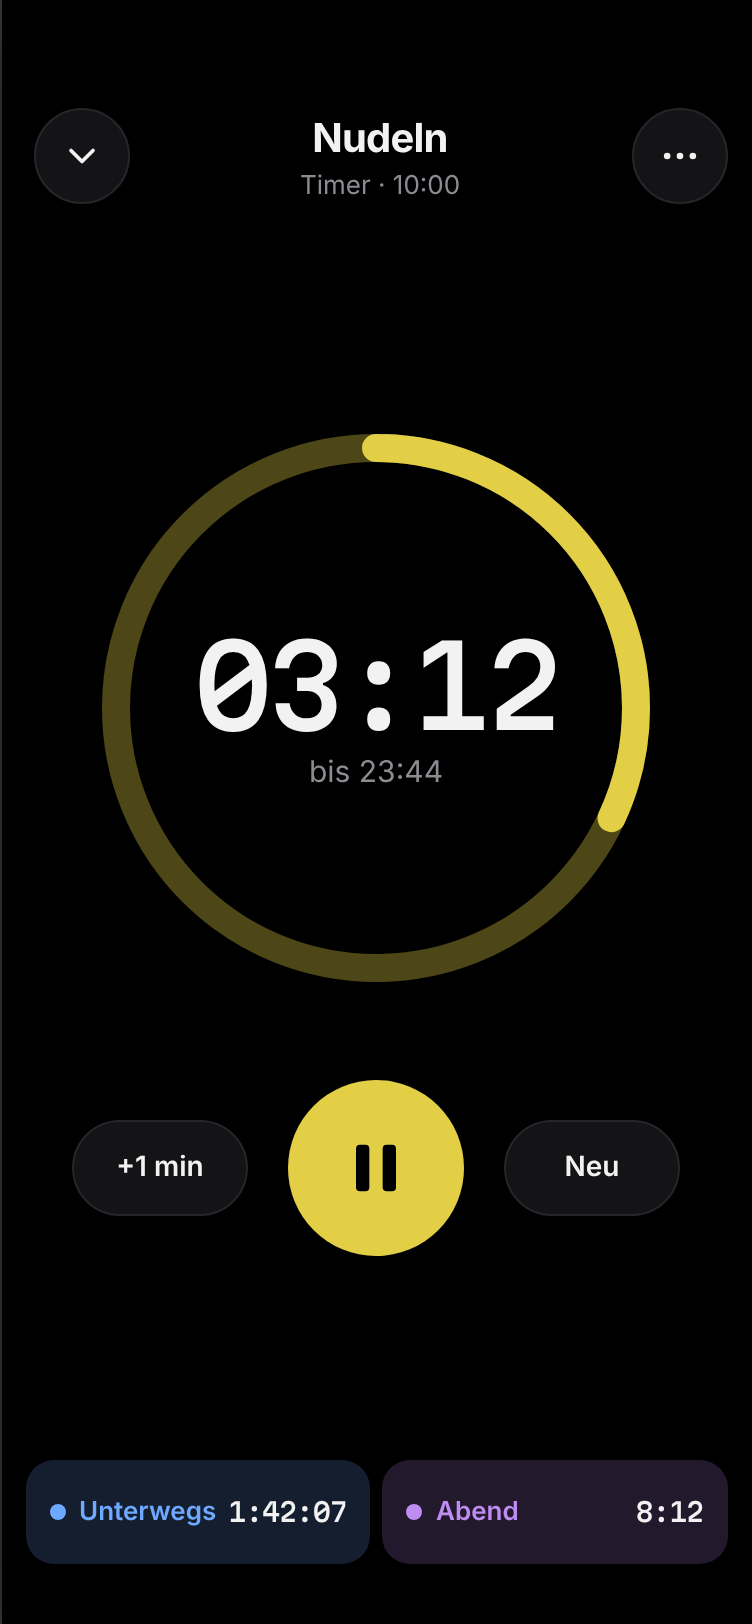 Nudeln
Timer · 10:00
03:12
bis 23:44
+1 min
Neu
Unterwegs 1:42:07
Abend 8:12